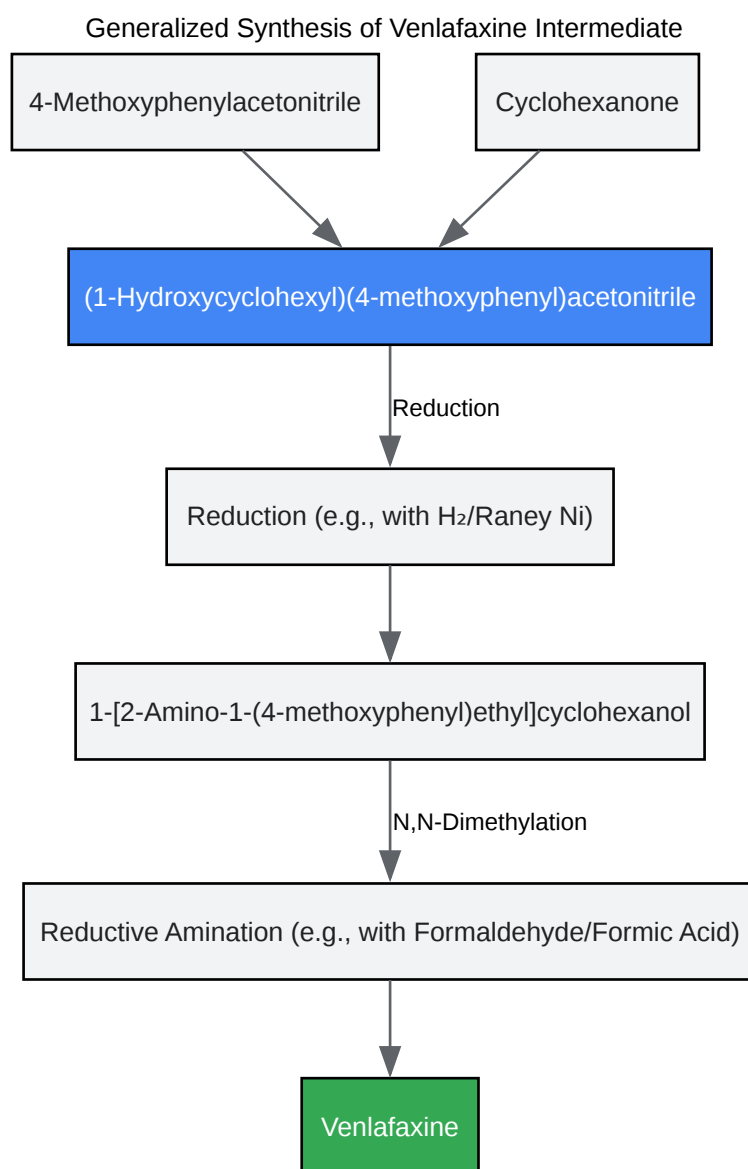 Generalized Synthesis of Venlafaxine Intermediate
4-Methoxyphenylacetonitrile
Cyclohexanone
(1-Hydroxycyclohexyl)(4-methoxyphenyl)acetonitrile
Reduction
Reduction (e.g., with H₂/Raney Ni)
1-[2-Amino-1-(4-methoxyphenyl)ethyl]cyclohexanol
N,N-Dimethylation
Reductive Amination (e.g., with Formaldehyde/Formic Acid)
Venlafaxine